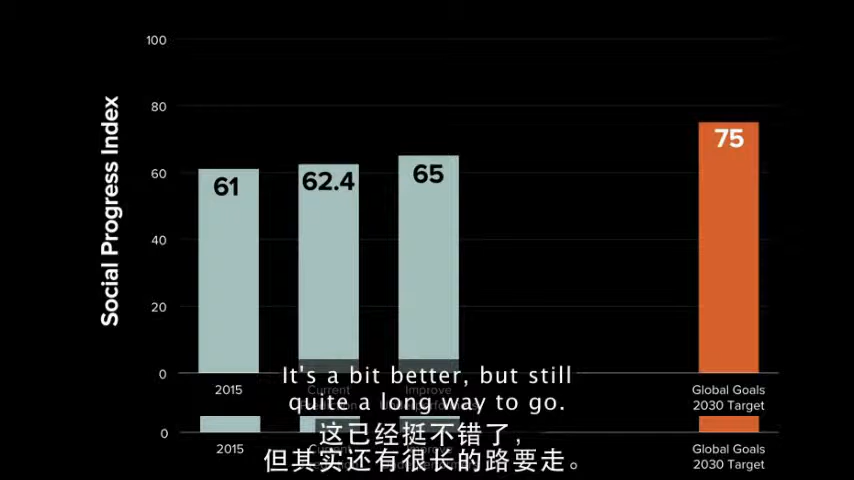 100
80
60
40
20
0
Social Progress Index
61
62.4
65
75
2015
Current
Improve
Global Goals
2030 Target
It's a bit better, but still
quite a long way to go.
这已经挺不错了，
但其实还有很长的路要走。
0
2015
Global Goals
2030 Target